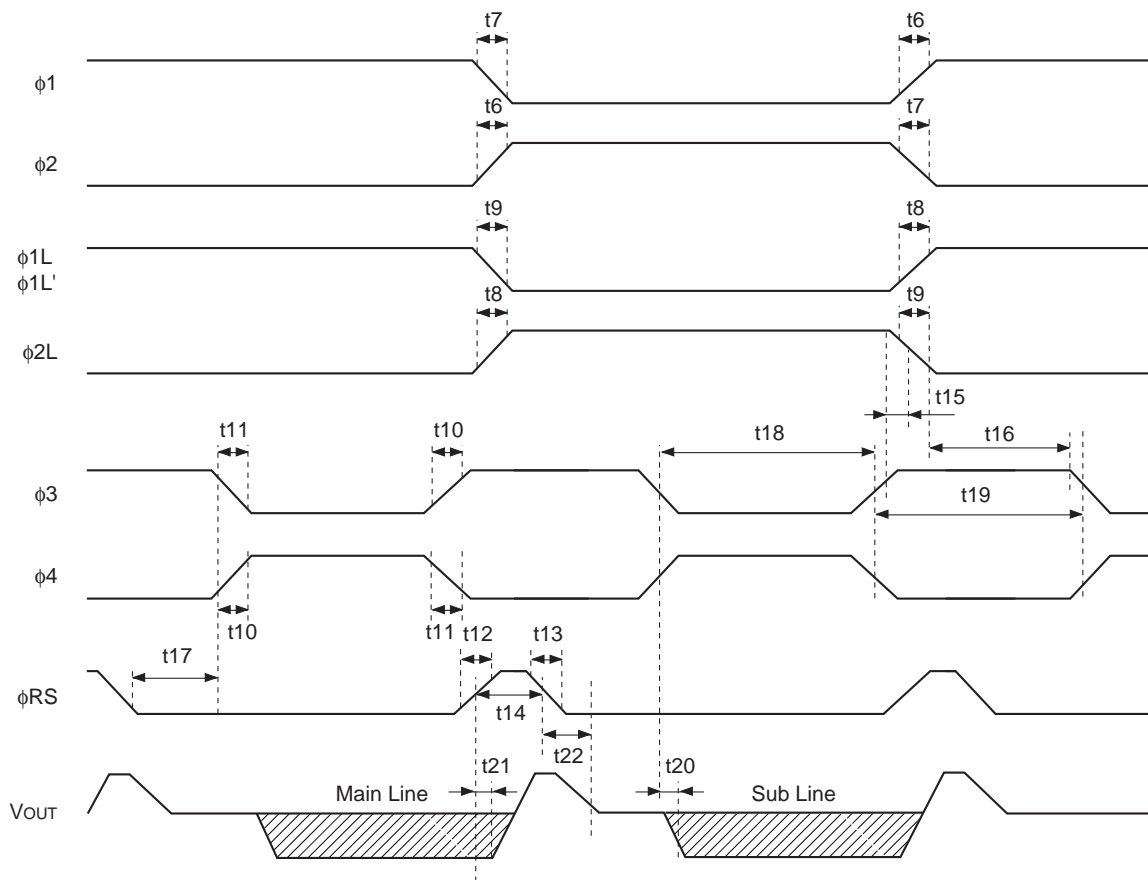 t7
t6
ϕ1
t6
t7
ϕ2
t9
t8
ϕ1L
ϕ1L'
t8
t9
ϕ2L
t15
t11
t10
t18
t16
ϕ3
t19
ϕ4
t10
t11
t12
t13
t17
ϕRS
t14
t22
t21
t20
Main Line
Sub Line
VOUT